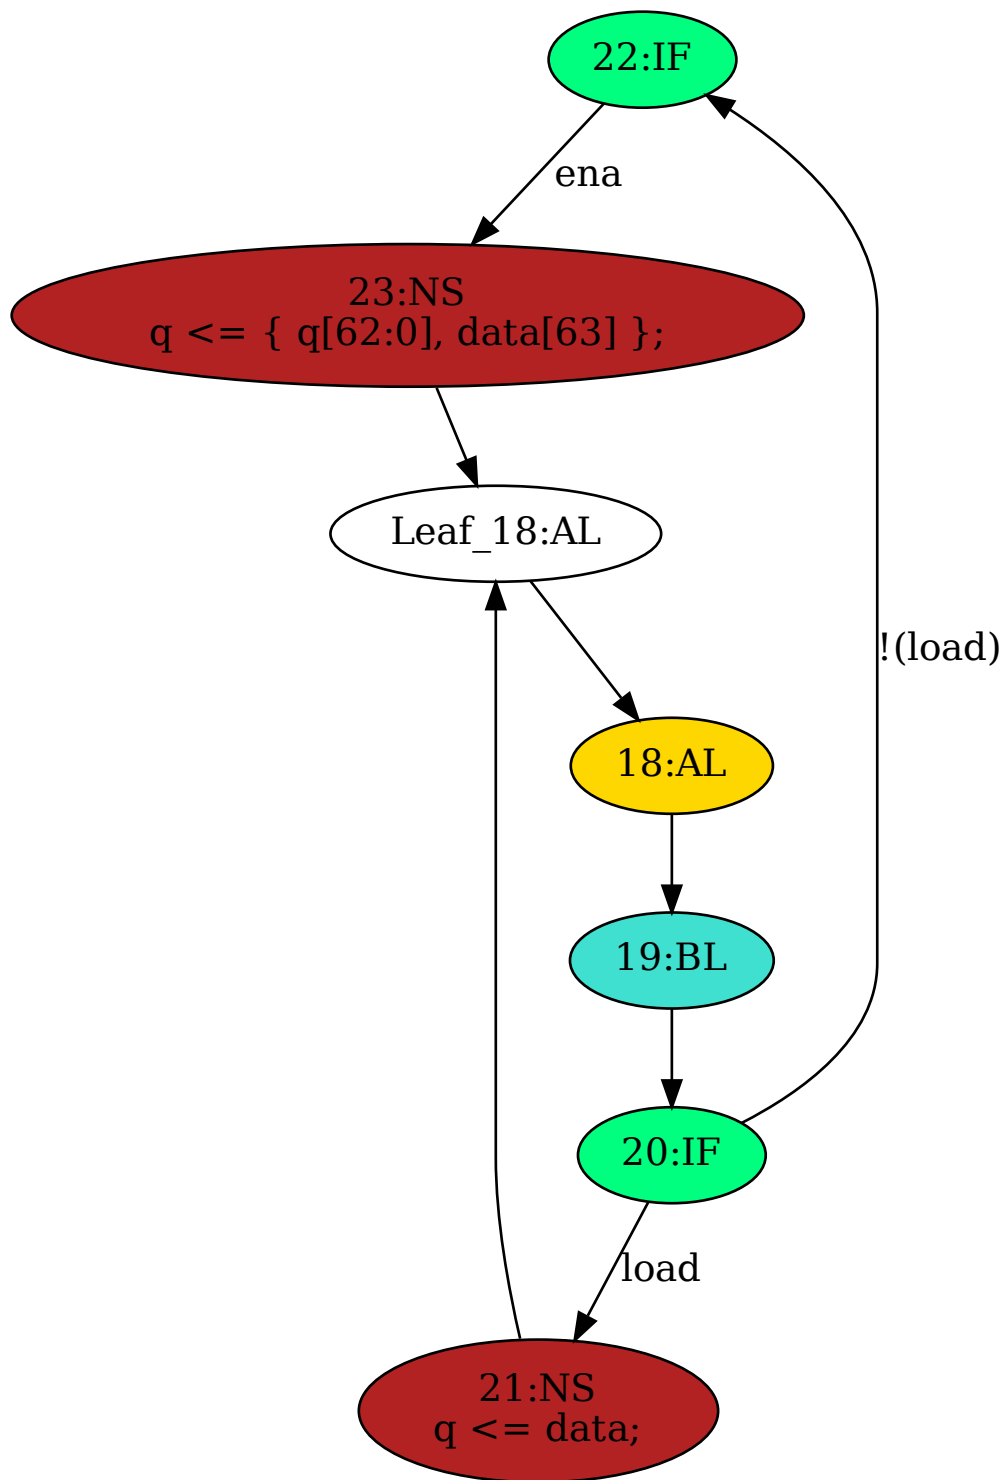 22:IF
ena
23:NS
q <= { q[62:0], data[63] };
Leaf_18:AL
!(load)
18:AL
19:BL
20:IF
load
21:NS
q <= data;